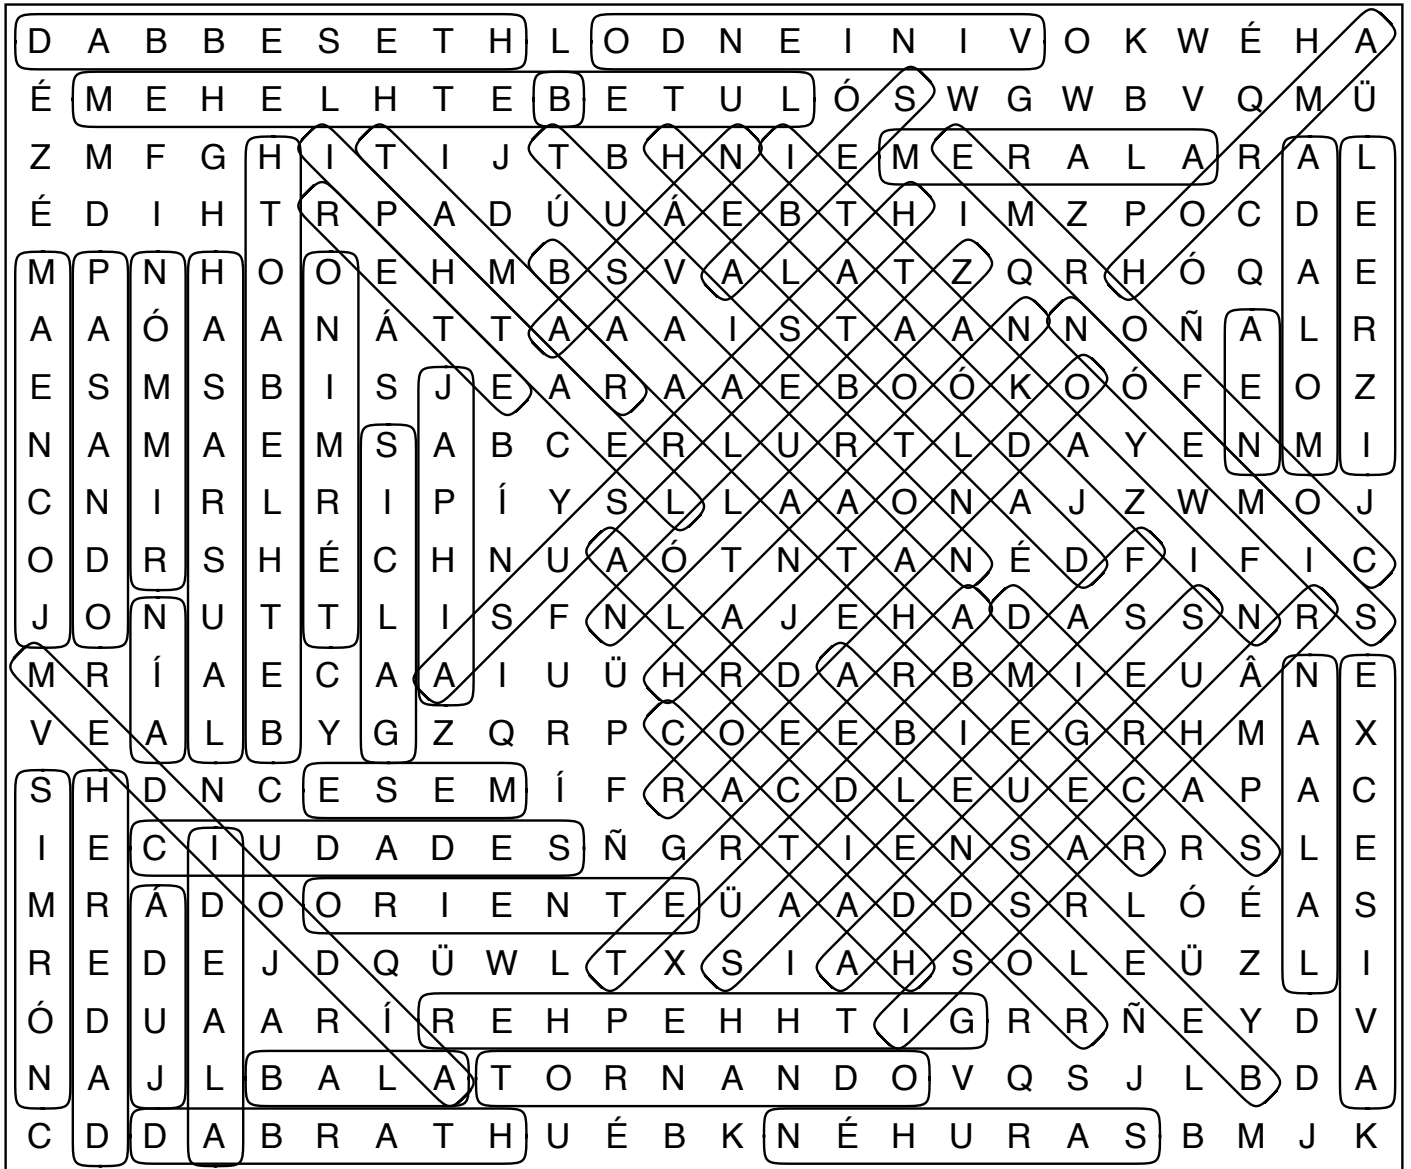 D A B B E S E T H L O D N E I N I V O K W É H A
É M E H E L H T E B E T U L Ó S W G W B V Q M Ü
Z M F G H I T I J T B H N I E M E R A L A R A L
É D I H T R P A D Ú U Á E B T H I M Z P O C D E
M P N H O O E H M B S V A L A T Z Q R H Ó Q A E
A A Ó A A N Á T T A A A I S T A A N N O Ñ A L R
E S M S B I S J E A R A A E B O Ó K O Ó F E O Z
N A M A E M S A B C E R L U R T L D A Y E N M I
C N I R L R I P Í Y S L L A A O N A J Z W M O J
O D R S H É C H N U A Ó T N T A N É D F I F I C
J O N U T T L I S F N L A J E H A D A S S N R S
M R Í A E C A A I U Ü H R D A R B M I E U Â N E
V E A L B Y G Z Q R P C O E E B I E G R H M A X
S H D N C E S E M Í F R A C D L E U E C A P A C
I E C I U D A D E S Ñ G R T I E N S A R R S L E
M R Á D O O R I E N T E Ü A A D D S R L Ó É A S
R E D E J D Q Ü W L T X S I A H S O L E Ü Z L I
Ó D U A A R Í R E H P E H H T I G R R Ñ E Y D V
N A J L B A L A T O R N A N D O V Q S J L B D A
C D D A B R A T H U É B K N É H U R A S B M J K